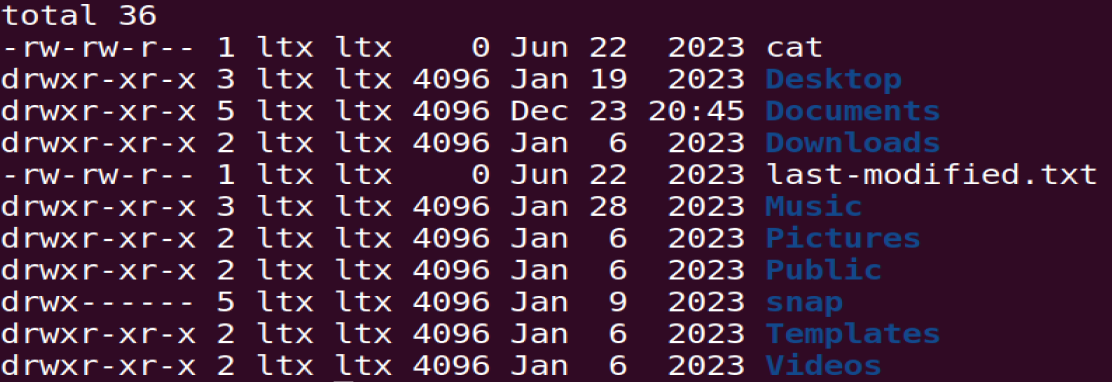 total 36
-rw-rw-r-- 1 ltx ltx    0 Jun 22  2023 cat
drwxr-xr-x 3 ltx ltx 4096 Jan 19  2023 Desktop
drwxr-xr-x 5 ltx ltx 4096 Dec 23 20:45 Documents
drwxr-xr-x 2 ltx ltx 4096 Jan  6  2023 Downloads
-rw-rw-r-- 1 ltx ltx    0 Jun 22  2023 last-modified.txt
drwxr-xr-x 3 ltx ltx 4096 Jan 28  2023 Music
drwxr-xr-x 2 ltx ltx 4096 Jan  6  2023 Pictures
drwxr-xr-x 2 ltx ltx 4096 Jan  6  2023 Public
drwx------ 5 ltx ltx 4096 Jan  9  2023 snap
drwxr-xr-x 2 ltx ltx 4096 Jan  6  2023 Templates
drwxr-xr-x 2 ltx ltx 4096 Jan  6  2023 Videos